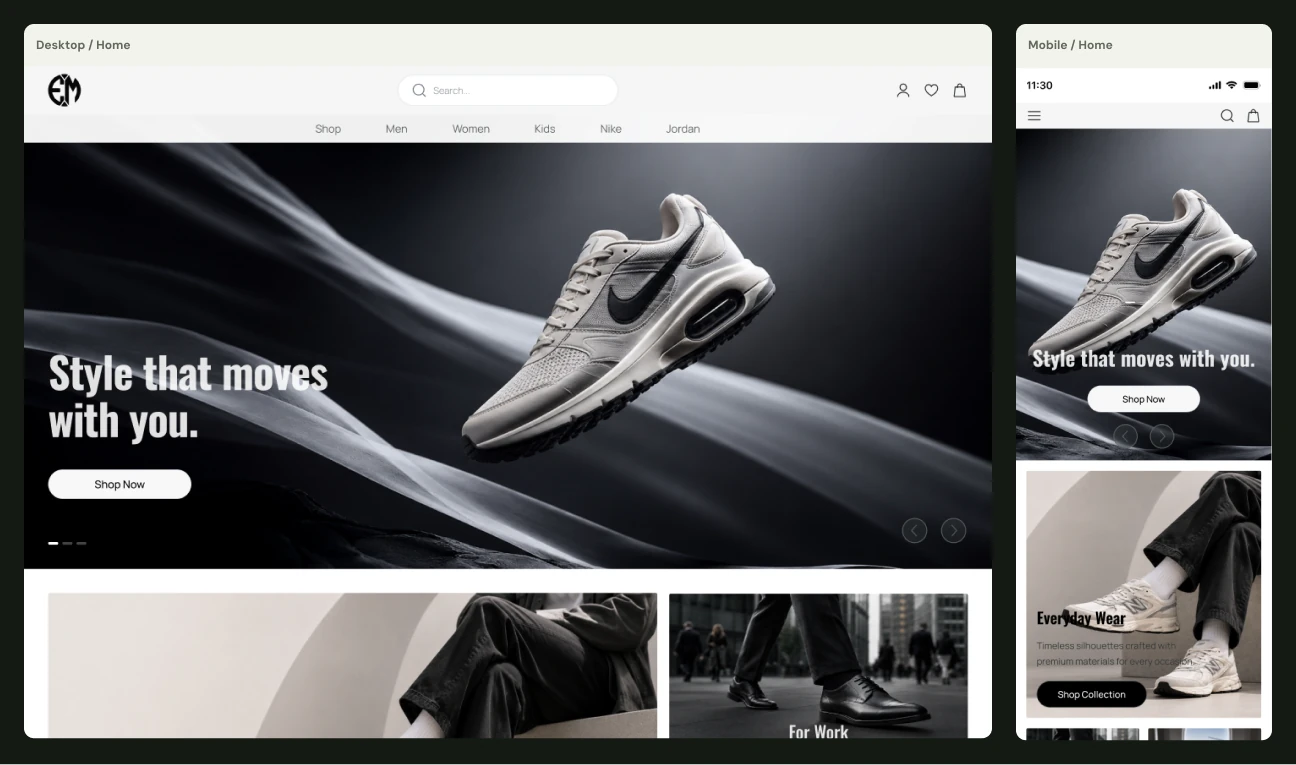 Desktop / Home
EM
Search...
Shop Men Women Kids Nike Jordan
Style that moves
with you.
Shop Now
For Work
Mobile / Home
11:30
Style that moves with you.
Shop Now
Everyday Wear
Timeless silhouettes crafted with
premium materials for every occasion.
Shop Collection